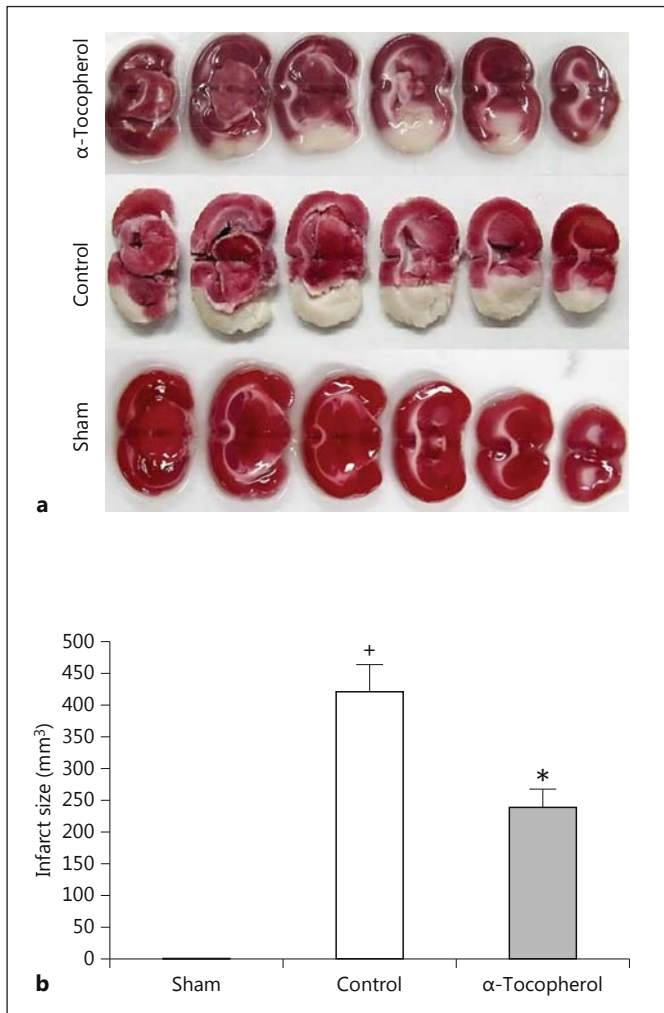 α-Tocopherol
Control
Sham
a
500
450
400
350
300
250
200
150
100
50
0
Infarct size (mm³)
+
*
Sham Control α-Tocopherol
b